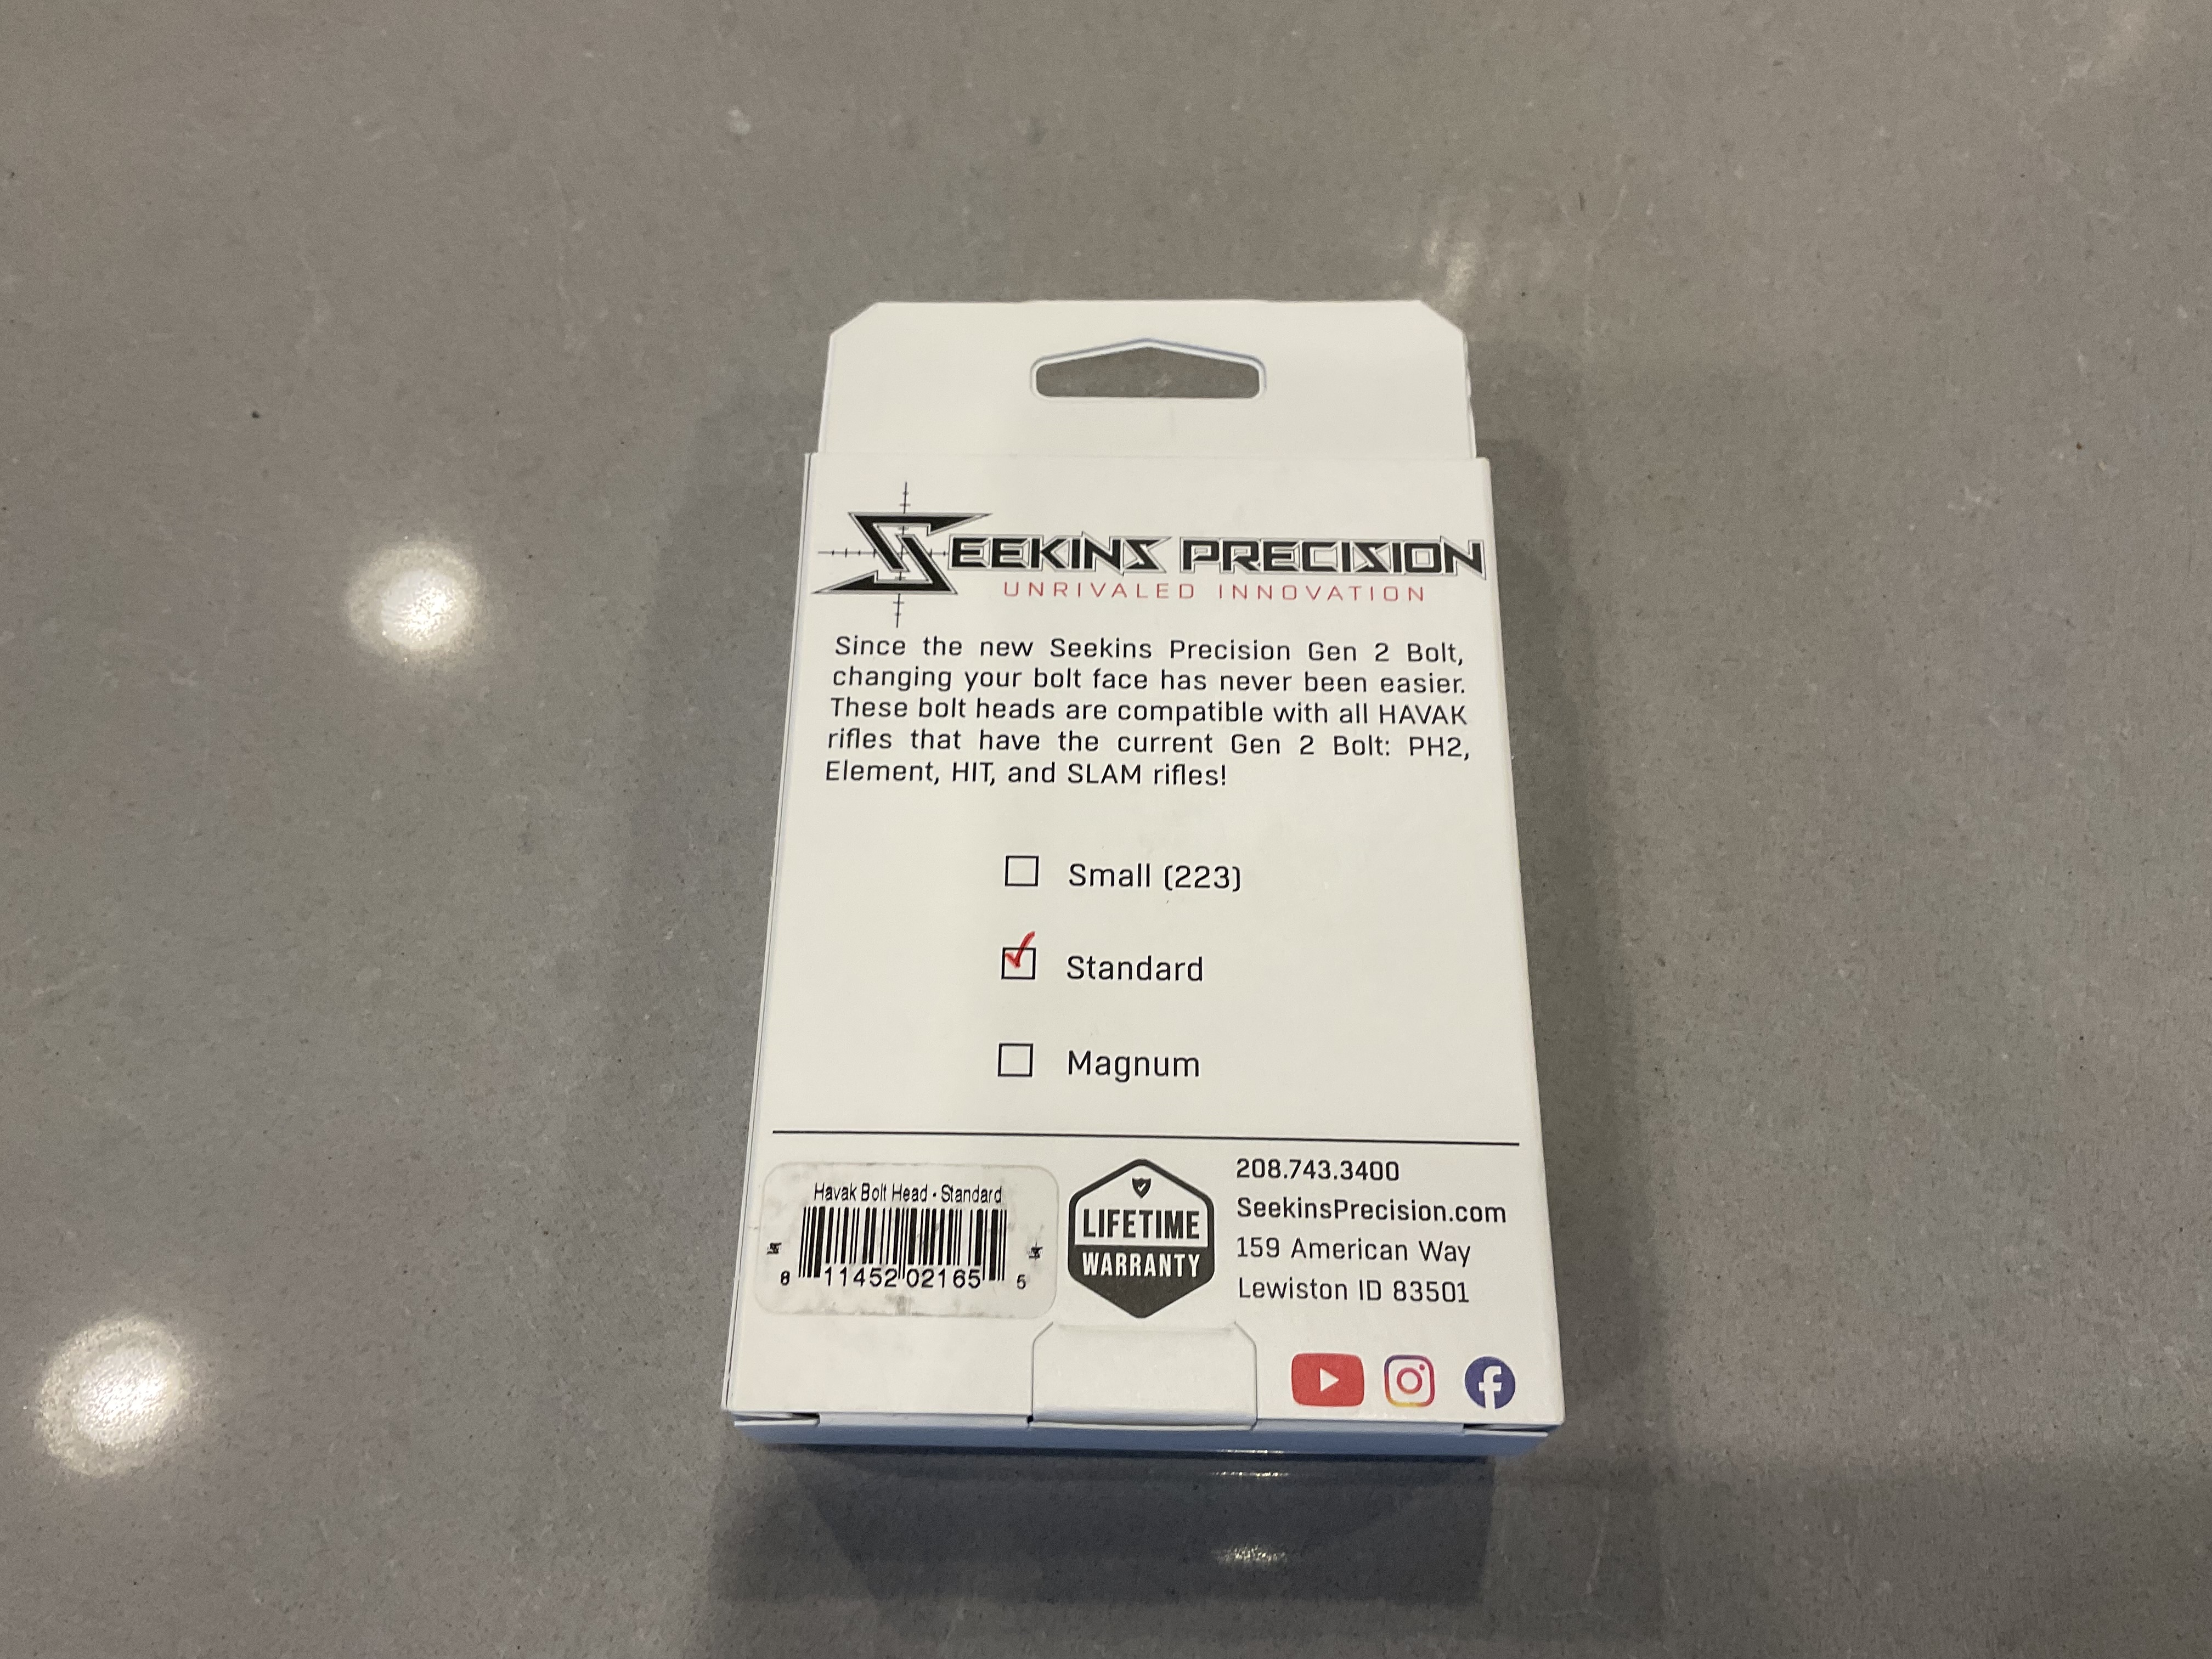 SEEKINS PRECISION
UNRIVALED INNOVATION
Since the new Seekins Precision Gen 2 Bolt,
changing your bolt face has never been easier.
These bolt heads are compatible with all HAVAK
rifles that have the current Gen 2 Bolt: PH2,
Element, HIT, and SLAM rifles!
Small (223)
Standard
Magnum
Havak Bolt Head - Standard
8 11452 02165 5
LIFETIME
WARRANTY
208.743.3400
SeekinsPrecision.com
159 American Way
Lewiston ID 83501